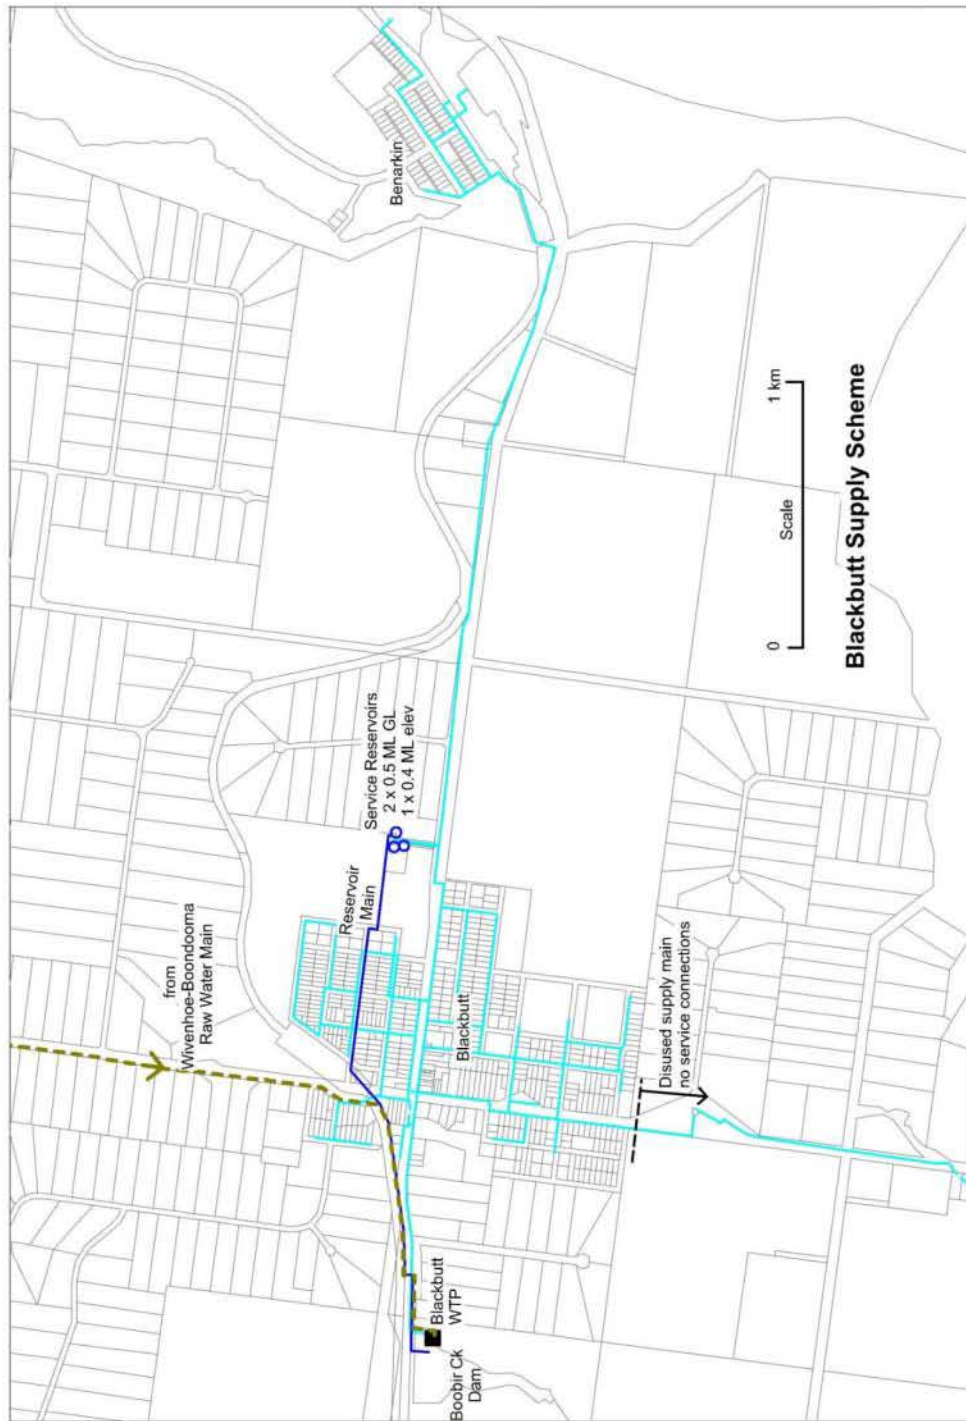 from
Wivenhoe-Boondooma
Raw Water Main
Benarkin
Reservoir
Main
Service Reservoirs
2 x 0.5 ML GL
1 x 0.4 ML elev
Boobir Ck
Dam
Blackbutt
WTP
Blackbutt
Disused supply main
no service connections
0
Scale
1 km
Blackbutt Supply Scheme